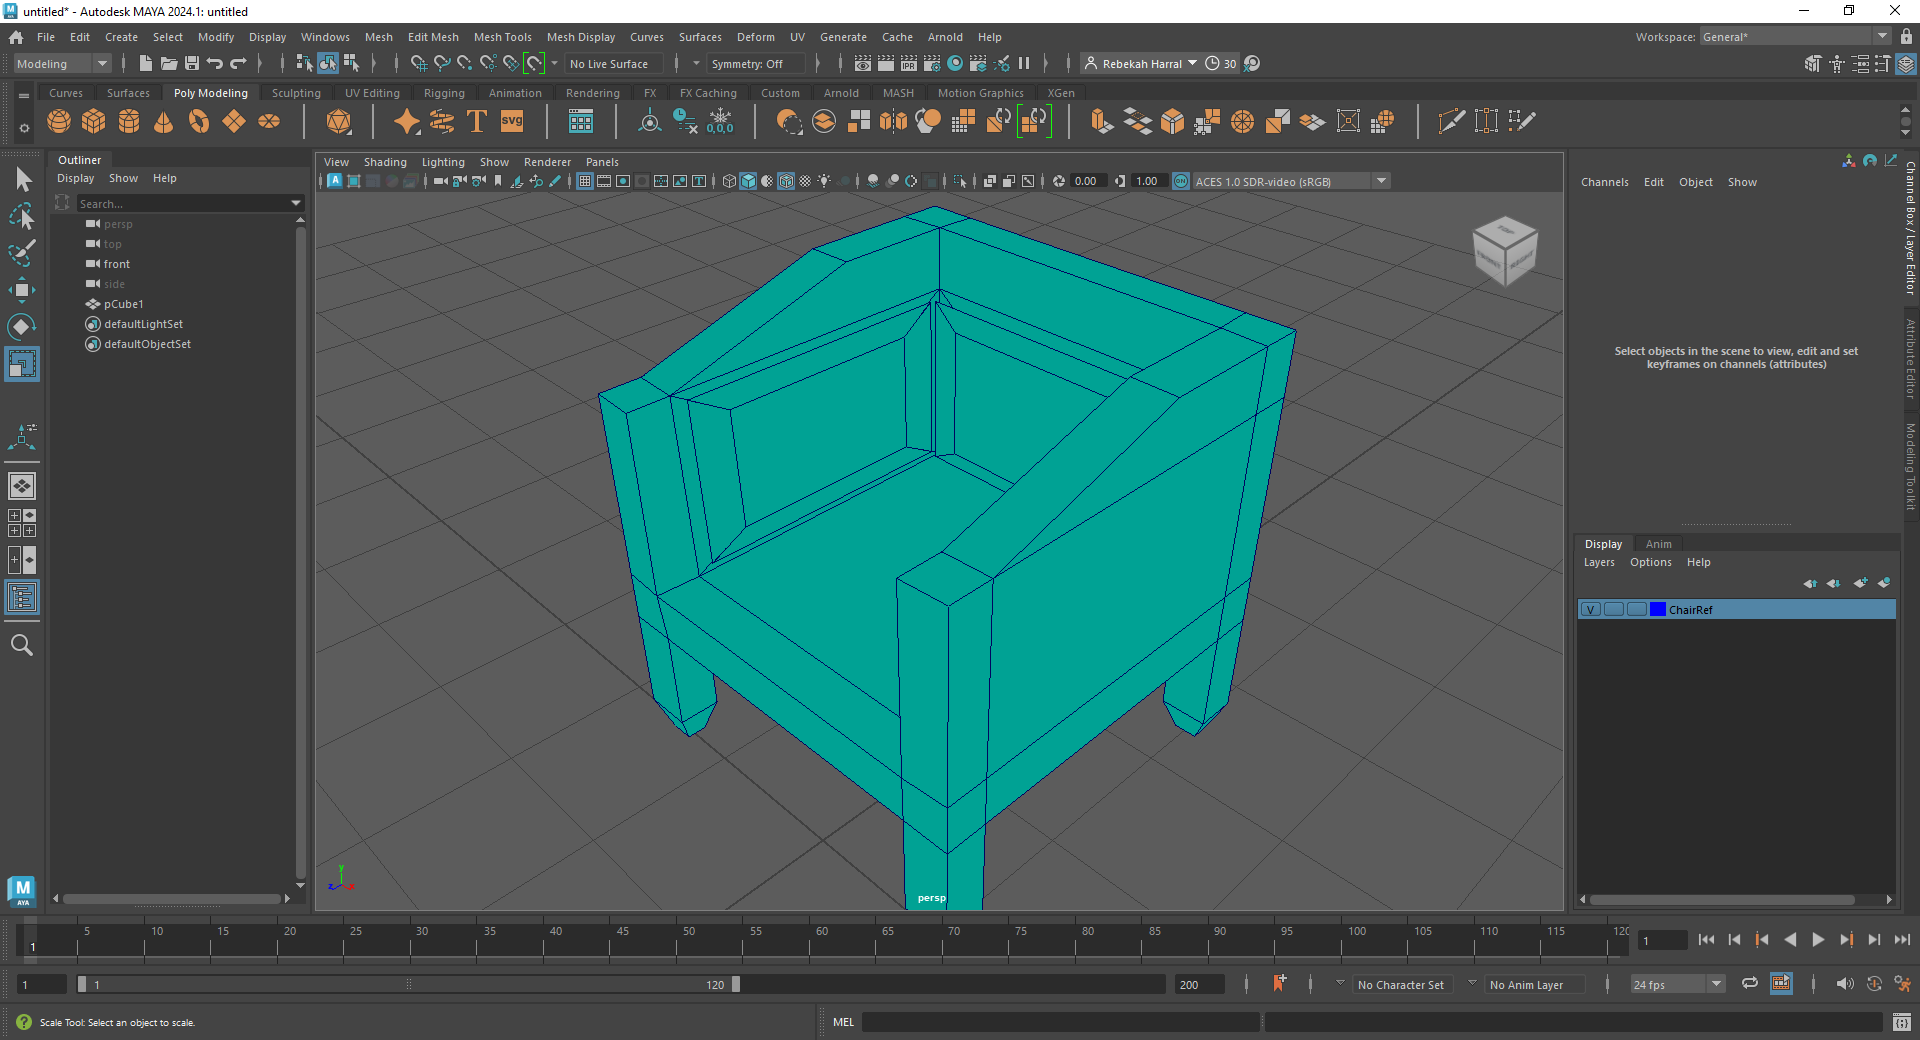 untitled* - Autodesk MAYA 2024.1: untitled
File Edit Create Select Modify Display Windows Mesh Edit Mesh Mesh Tools Mesh Display Curves Surfaces Deform UV Generate Cache Arnold Help
Workspace: General*
Modeling No Live Surface Symmetry: Off IPR Rebekah Harral 30
Curves Surfaces Poly Modeling Sculpting UV Editing Rigging Animation Rendering FX FX Caching Custom Arnold MASH Motion Graphics XGen
T SVG 0,0,0
Outliner
Display Show Help
Search...
persp
top
front
side
pCube1
defaultLightSet
defaultObjectSet
View Shading Lighting Show Renderer Panels
0.00 1.00 ON ACES 1.0 SDR-video (sRGB)
TOP
y
z x
persp
Channels Edit Object Show
Select objects in the scene to view, edit and set
keyframes on channels (attributes)
Channel Box / Layer Editor
Attribute Editor
Modeling Toolkit
Display Anim
Layers Options Help
V ChairRef
M
AYA
5 10 15 20 25 30 35 40 45 50 55 60 65 70 75 80 85 90 95 100 105 110 115 120
1
1
1 1 120 200 No Character Set No Anim Layer 24 fps
Scale Tool: Select an object to scale. MEL